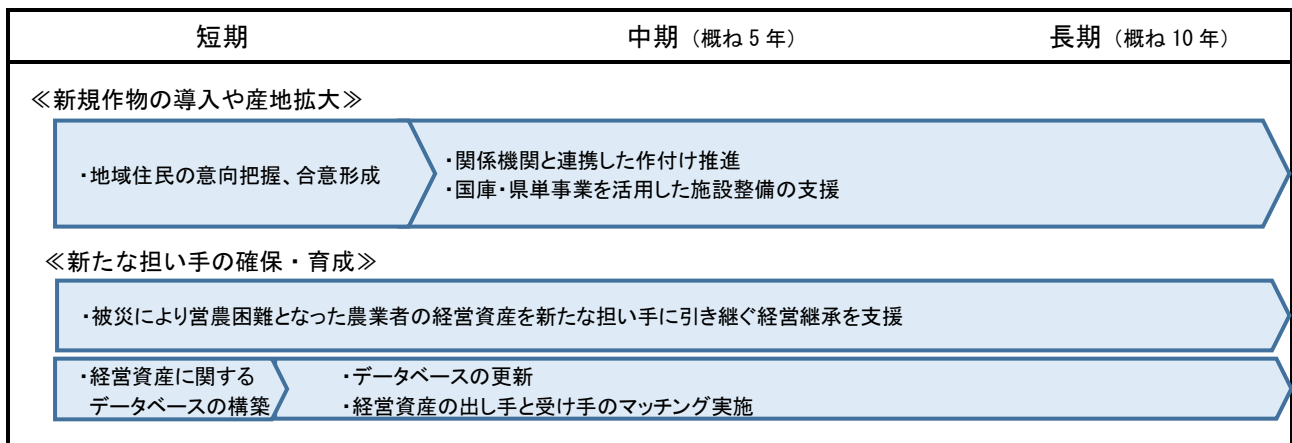 短期　中期（概ね 5 年）　長期（概ね 10 年）
≪新規作物の導入や産地拡大≫
・地域住民の意向把握、合意形成
・関係機関と連携した作付け推進
・国庫・県単事業を活用した施設整備の支援
≪新たな担い手の確保・育成≫
・被災により営農困難となった農業者の経営資産を新たな担い手に引き継ぐ経営継承を支援
・経営資産に関する
データベースの構築
・データベースの更新
・経営資産の出し手と受け手のマッチング実施